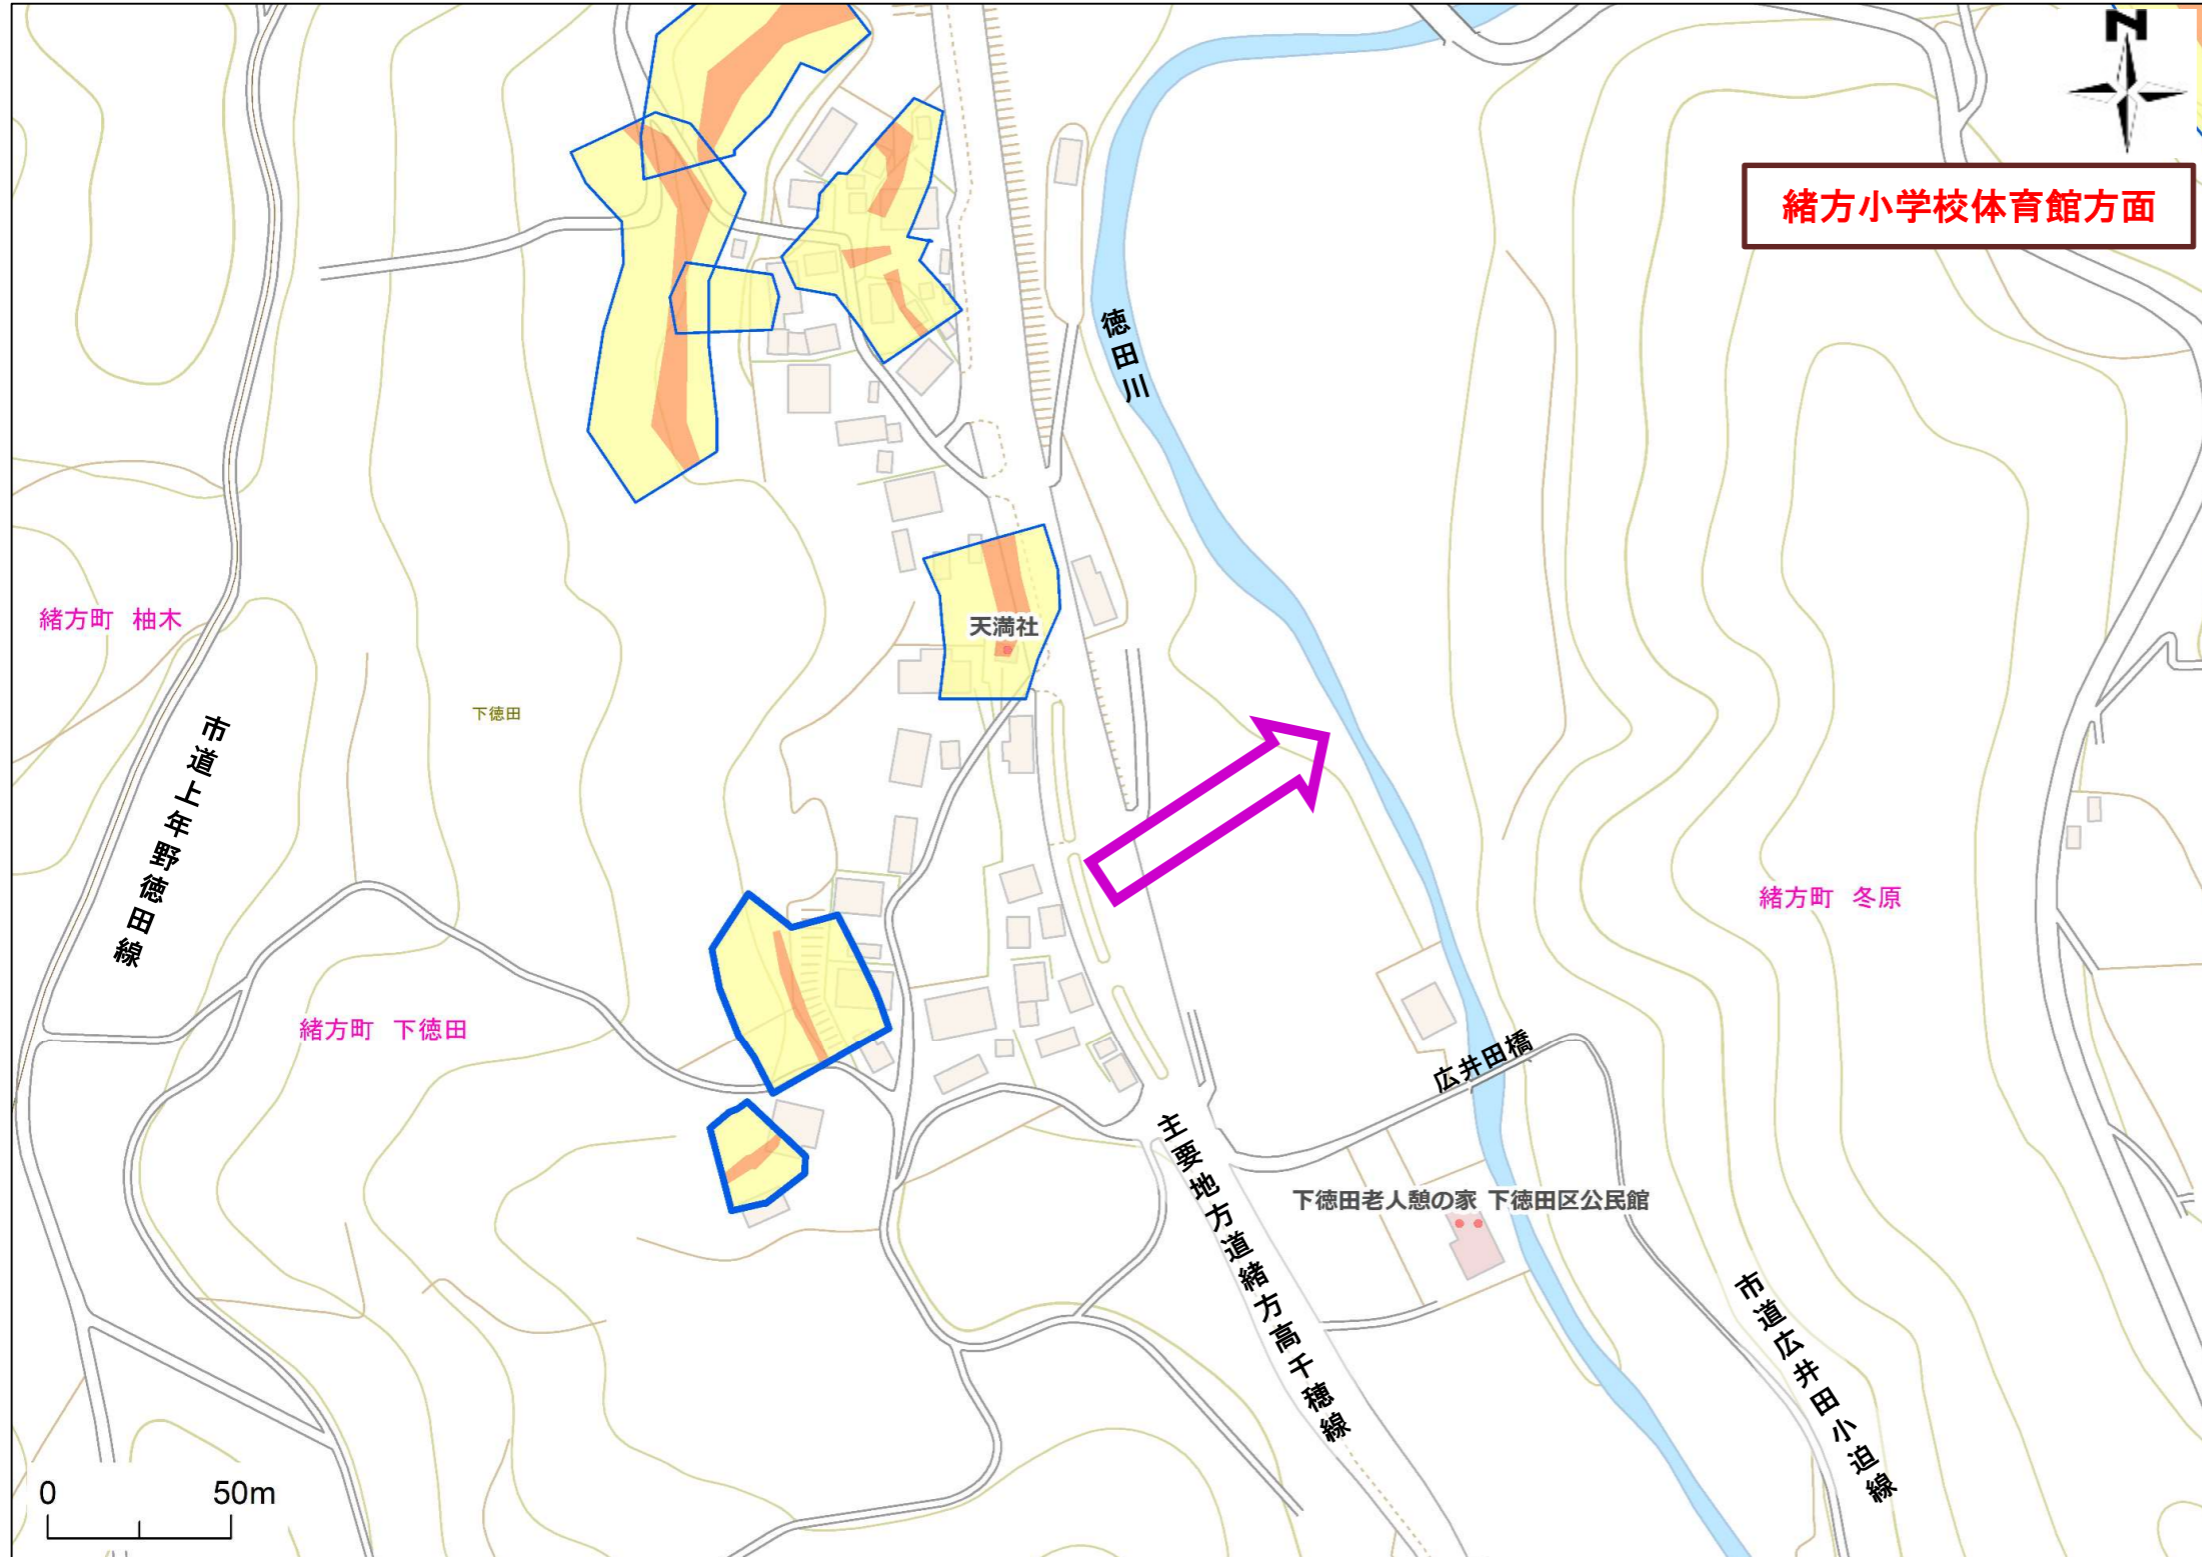 N
緒方小学校体育館方面
徳田川
緒方町 柚木
天満社
下徳田
市道上年野徳田線
緒方町 冬原
緒方町 下徳田
広井田橋
主要地方道緒方高千穂線
下徳田老人憩の家 下徳田区公民館
市道広井田小迫線
0 50m